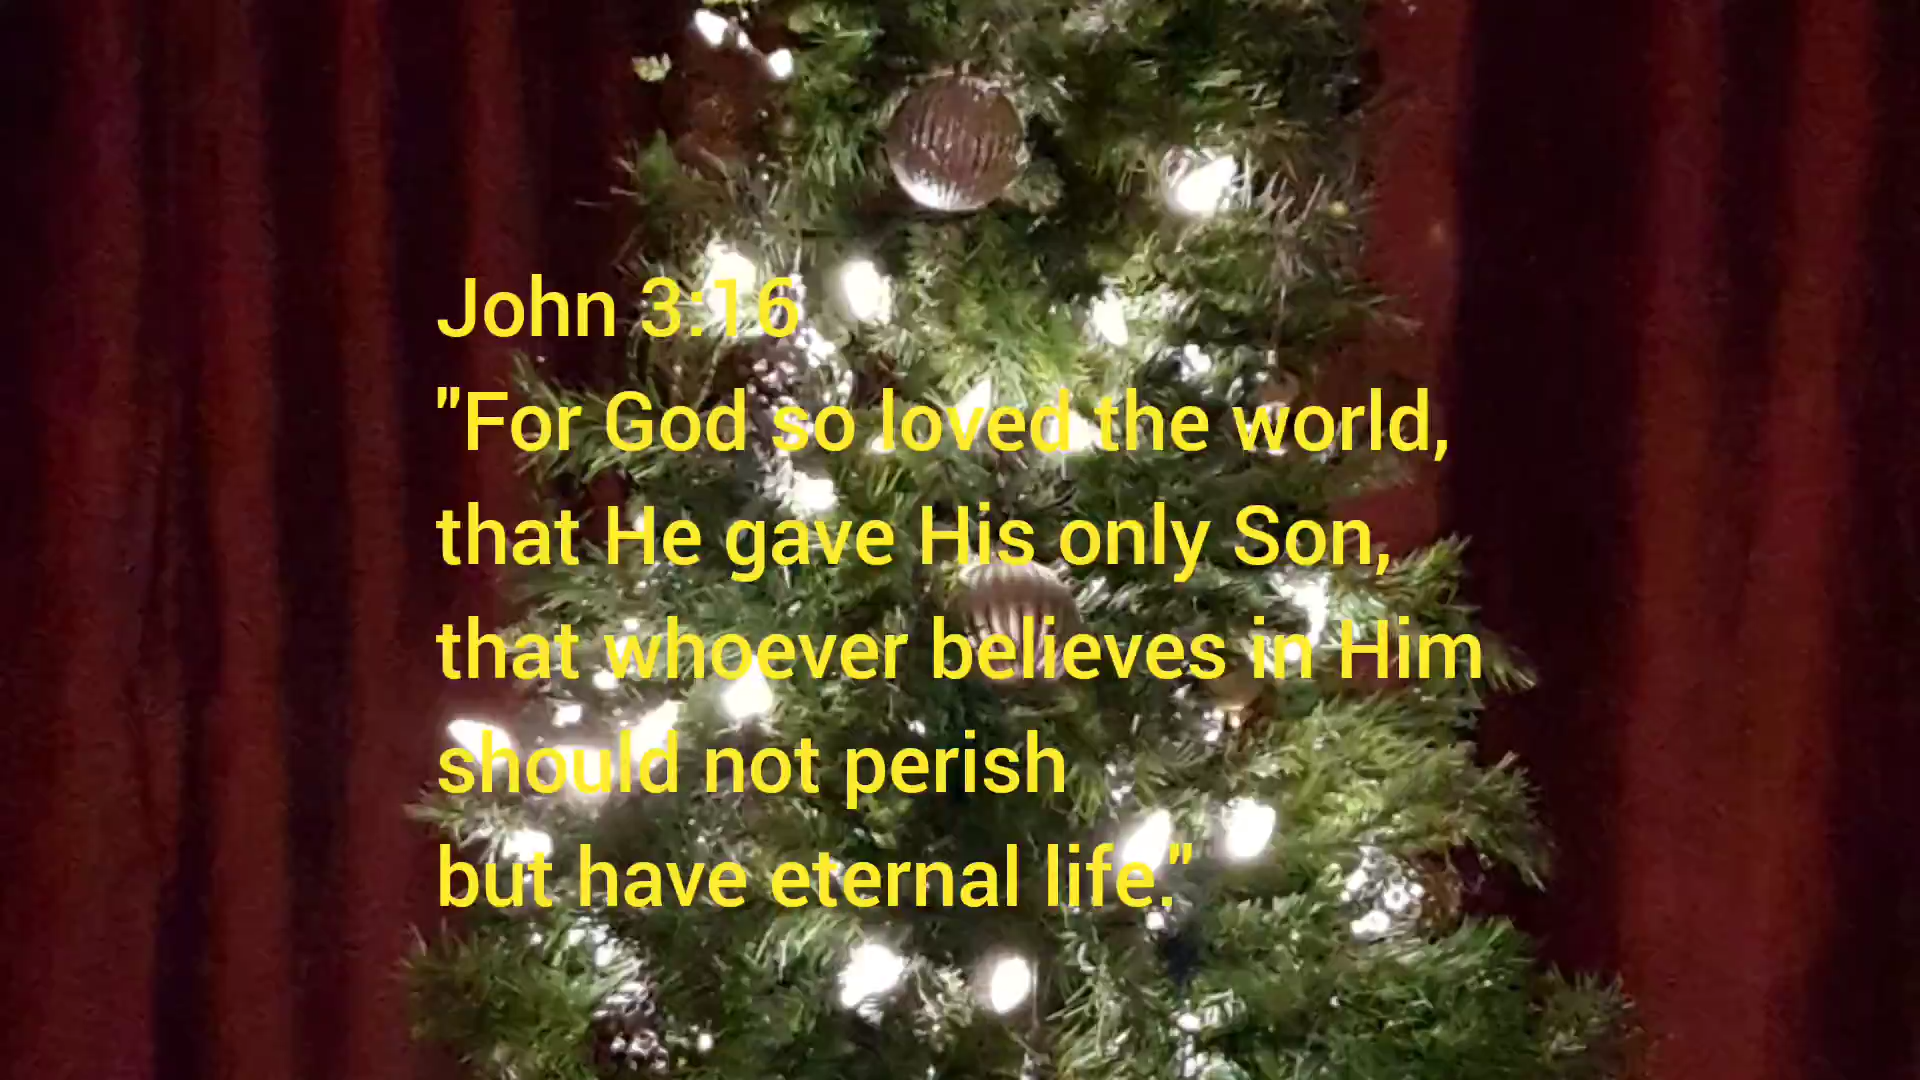 John 3:16
"For God so loved the world,
that He gave His only Son,
that whoever believes in Him
should not perish
but have eternal life."